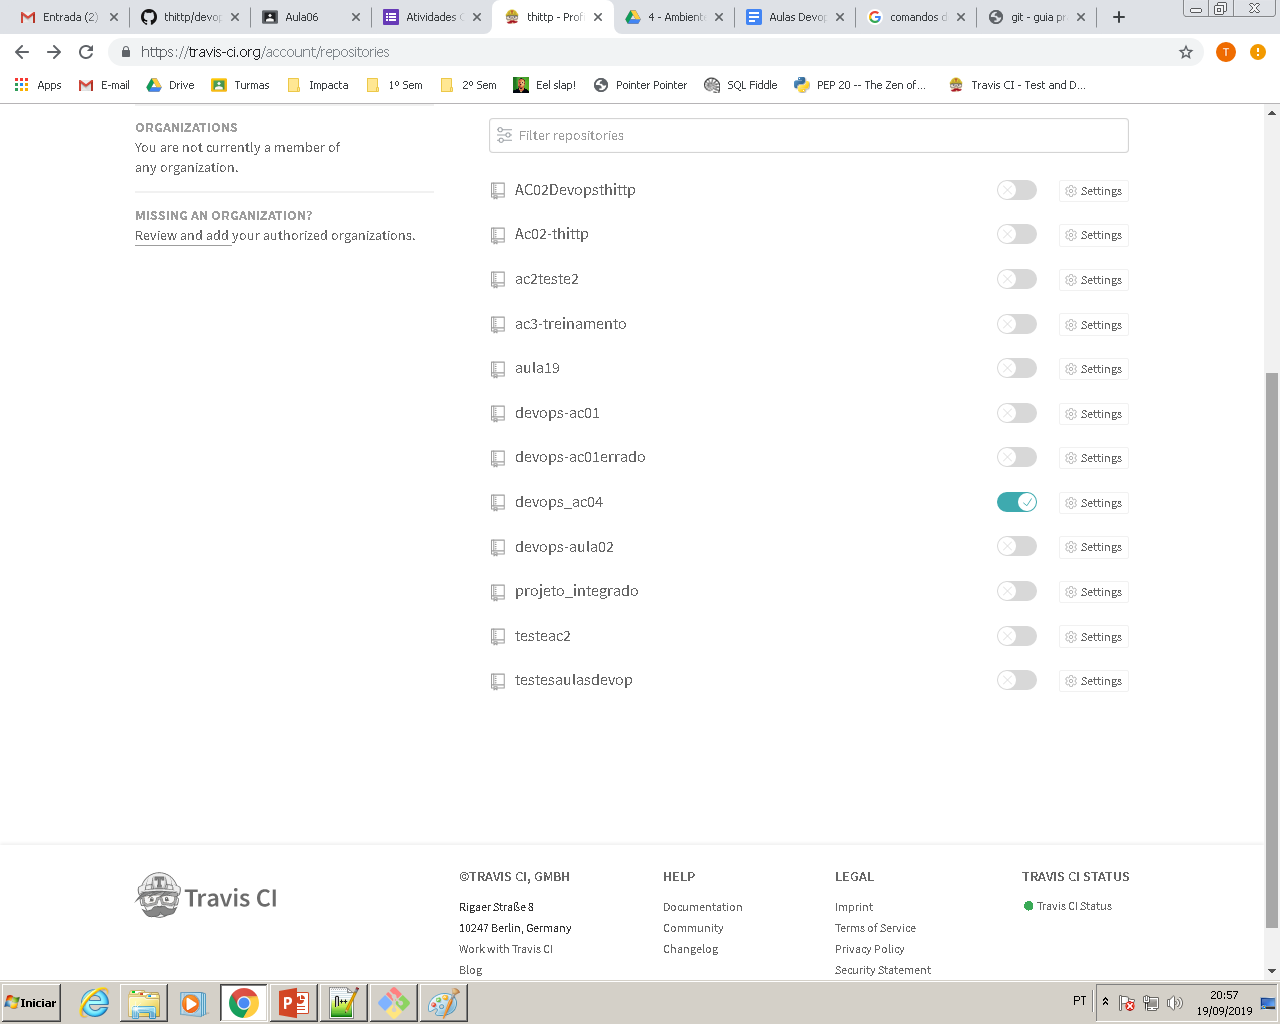 Entrada (2)
thittp/devo
Aula06
Atividades
thittp - Prof
4 - Ambient
Aulas Devo
comandos d
git - guia pr
https://travis-ci.org/account/repositories
T
Apps
E-mail
Drive
Turmas
Impacta
1º Sem
2º Sem
Eel slap!
Pointer Pointer
SQL Fiddle
PEP 20 -- The Zen of...
Travis CI - Test and D...
ORGANIZATIONS
You are not currently a member of
any organization.
MISSING AN ORGANIZATION?
Review and add your authorized organizations.
Filter repositories
AC02Devopsthittp Settings
Ac02-thittp Settings
ac2teste2 Settings
ac3-treinamento Settings
aula19 Settings
devops-ac01 Settings
devops-ac01errado Settings
devops_ac04 Settings
devops-aula02 Settings
projeto_integrado Settings
testeac2 Settings
testesaulasdevop Settings
Travis CI
©TRAVIS CI, GMBH
Rigaer Straße 8
10247 Berlin, Germany
Work with Travis CI
Blog
HELP
Documentation
Community
Changelog
LEGAL
Imprint
Terms of Service
Privacy Policy
Security Statement
TRAVIS CI STATUS
Travis CI Status
Iniciar
PT
20:57
19/09/2019